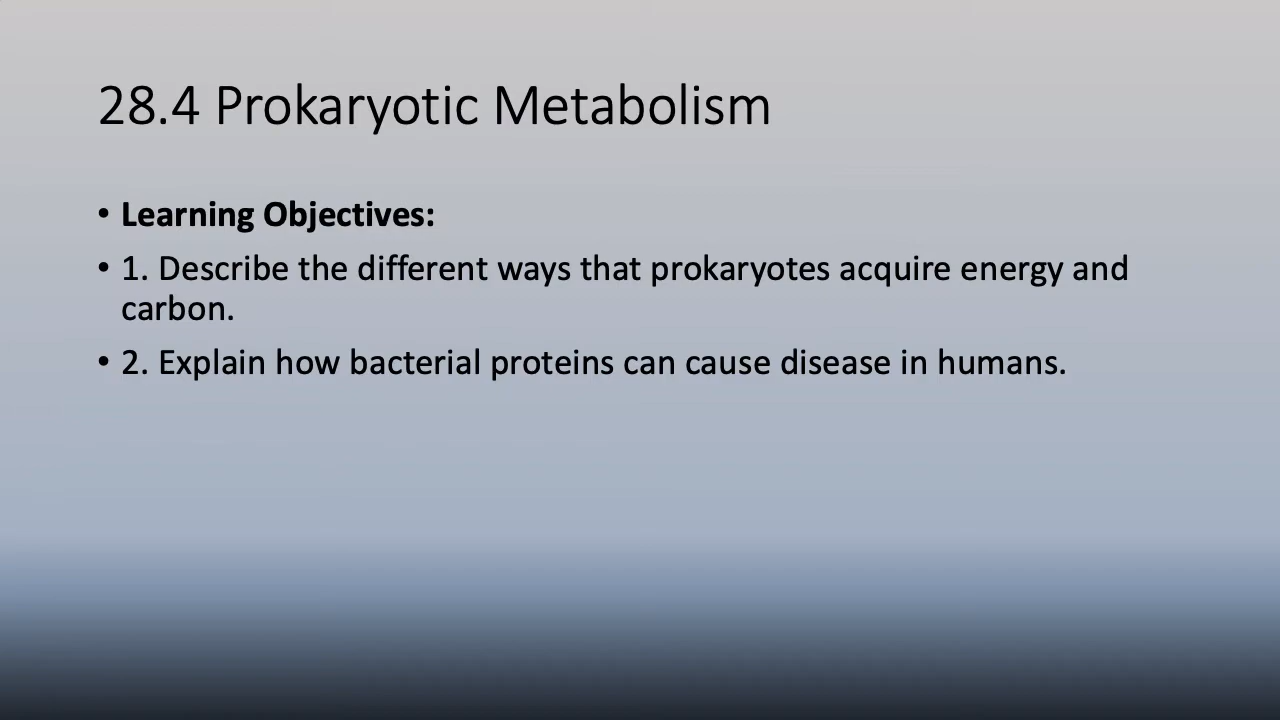 28.4 Prokaryotic Metabolism
• Learning Objectives:
• 1. Describe the different ways that prokaryotes acquire energy and
carbon.
• 2. Explain how bacterial proteins can cause disease in humans.